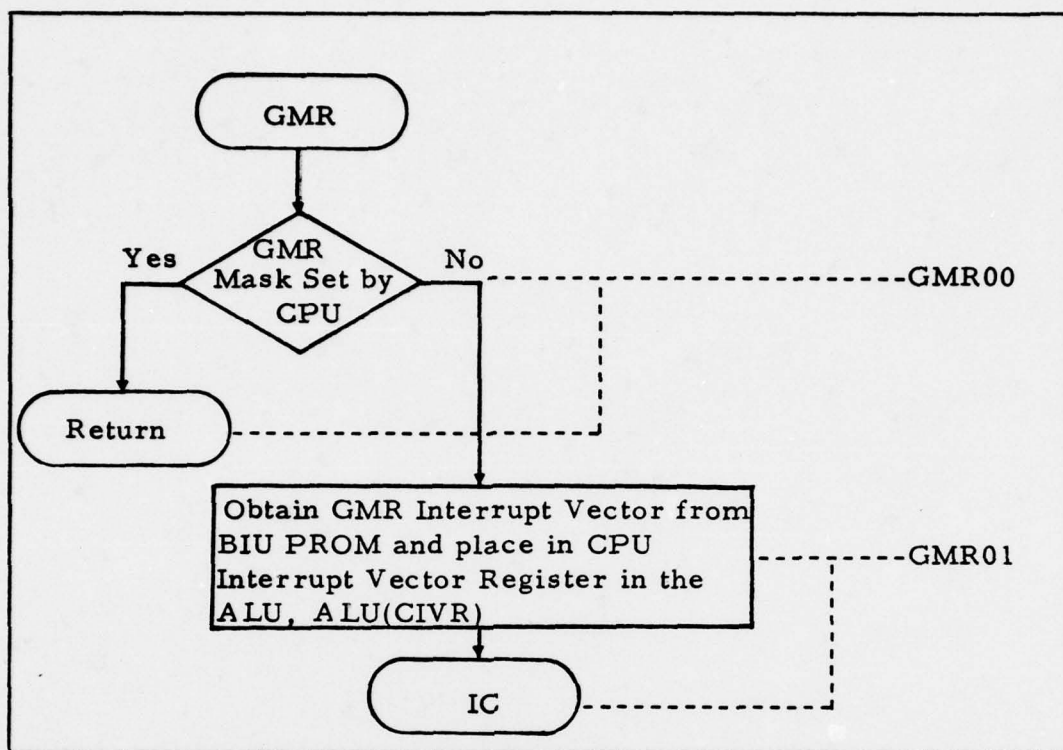 GMR
Yes
GMR
Mask Set by
CPU
No
GMR00
Return
Obtain GMR Interrupt Vector from
BIU PROM and place in CPU
Interrupt Vector Register in the
ALU, ALU(CIVR)
GMR01
IC